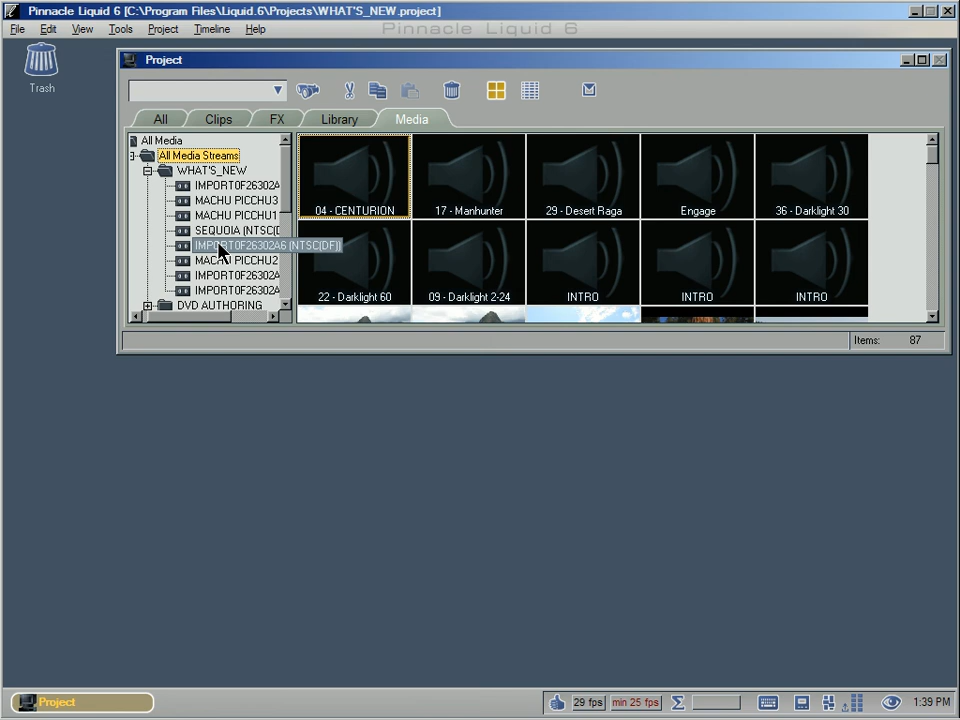 Pinnacle Liquid 6 [C:\Program Files\Liquid.6\Projects\WHAT'S_NEW.project]
File Edit View Tools Project Timeline Help
Pinnacle Liquid 6
Trash
Project
All Clips FX Library Media
All Media
All Media Streams
WHAT'S_NEW
IMPORT0F26302A
MACHU PICCHU3
MACHU PICCHU1
SEQUOIA (NTSC(D
IMPORT0F26302A6 (NTSC(DF))
MACHU PICCHU2
IMPORT0F26302A
IMPORT0F26302A
DVD AUTHORING
04 - CENTURION
17 - Manhunter
29 - Desert Raga
Engage
36 - Darklight 30
22 - Darklight 60
09 - Darklight 2-24
INTRO
INTRO
INTRO
Items: 87
Project
29 fps
min 25 fps
Σ
1:39 PM